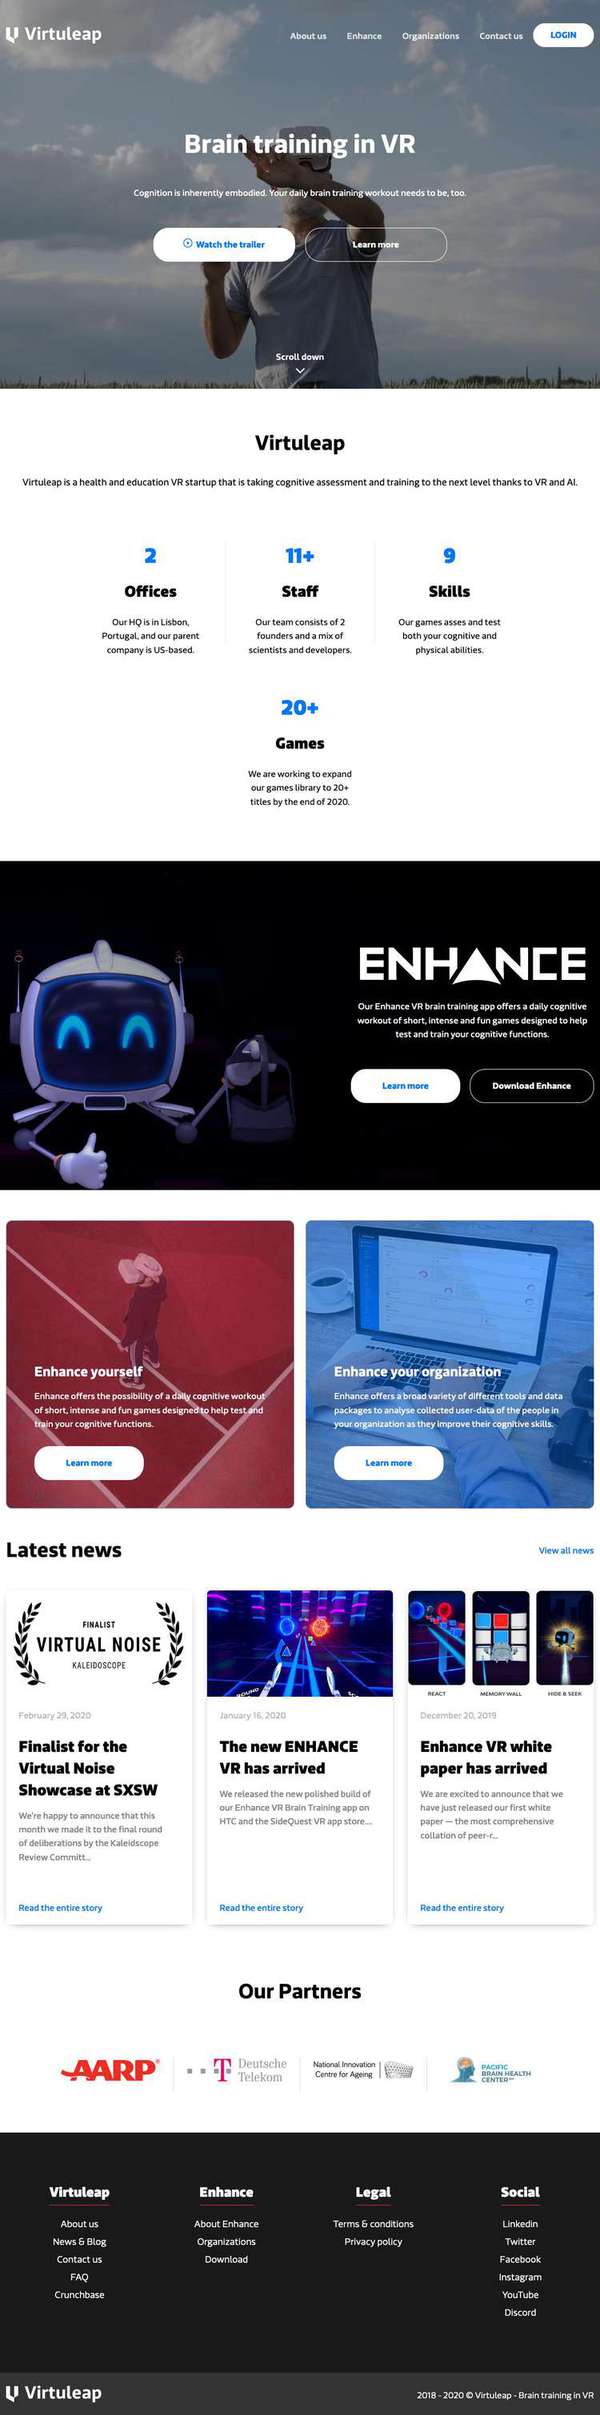 Virtuleap
About us
Enhance
Organizations
Contact us
LOGIN
Brain training in VR
Cognition is inherently embodied. Your daily brain training workout needs to be, too.
Watch the trailer
Learn more
Scroll down
Virtuleap
Virtuleap is a health and education VR startup that is taking cognitive assessment and training to the next level thanks to VR and AI.
2
Offices
Our HQ is in Lisbon,
Portugal, and our parent
company is US-based.
11+
Staff
Our team consists of 2
founders and a mix of
scientists and developers.
9
Skills
Our games asses and test
both your cognitive and
physical abilities.
20+
Games
We are working to expand
our games library to 20+
titles by the end of 2020.
ENHANCE
Our Enhance VR brain training app offers a daily cognitive
workout of short, intense and fun games designed to help
test and train your cognitive functions.
Learn more
Download Enhance
Enhance yourself
Enhance offers the possibility of a daily cognitive workout
of short, intense and fun games designed to help test and
train your cognitive functions.
Learn more
Enhance your organization
Enhance offers a broad variety of different tools and data
packages to analyse collected user-data of the people in
your organization as they improve their cognitive skills.
Learn more
Latest news
View all news
FINALIST
VIRTUAL NOISE
KALEIDOSCOPE
February 29, 2020
Finalist for the
Virtual Noise
Showcase at SXSW
We're happy to announce that this
month we made it to the final round
of deliberations by the Kaleidscope
Review Committ...
Read the entire story
ROUND
January 16, 2020
The new ENHANCE
VR has arrived
We released the new polished build of
our Enhance VR Brain Training app on
HTC and the SideQuest VR app store....
Read the entire story
REACT
MEMORY WALL
HIDE & SEEK
December 20, 2019
Enhance VR white
paper has arrived
We are excited to announce that we
have just released our first white
paper — the most comprehensive
collation of peer-r...
Read the entire story
Our Partners
AARP
T
Deutsche
Telekom
National Innovation
Centre for Ageing
PACIFIC
BRAIN HEALTH
CENTER
Virtuleap
About us
News & Blog
Contact us
FAQ
Crunchbase
Enhance
About Enhance
Organizations
Download
Legal
Terms & conditions
Privacy policy
Social
Linkedin
Twitter
Facebook
Instagram
YouTube
Discord
Virtuleap
2018 - 2020 © Virtuleap - Brain training in VR